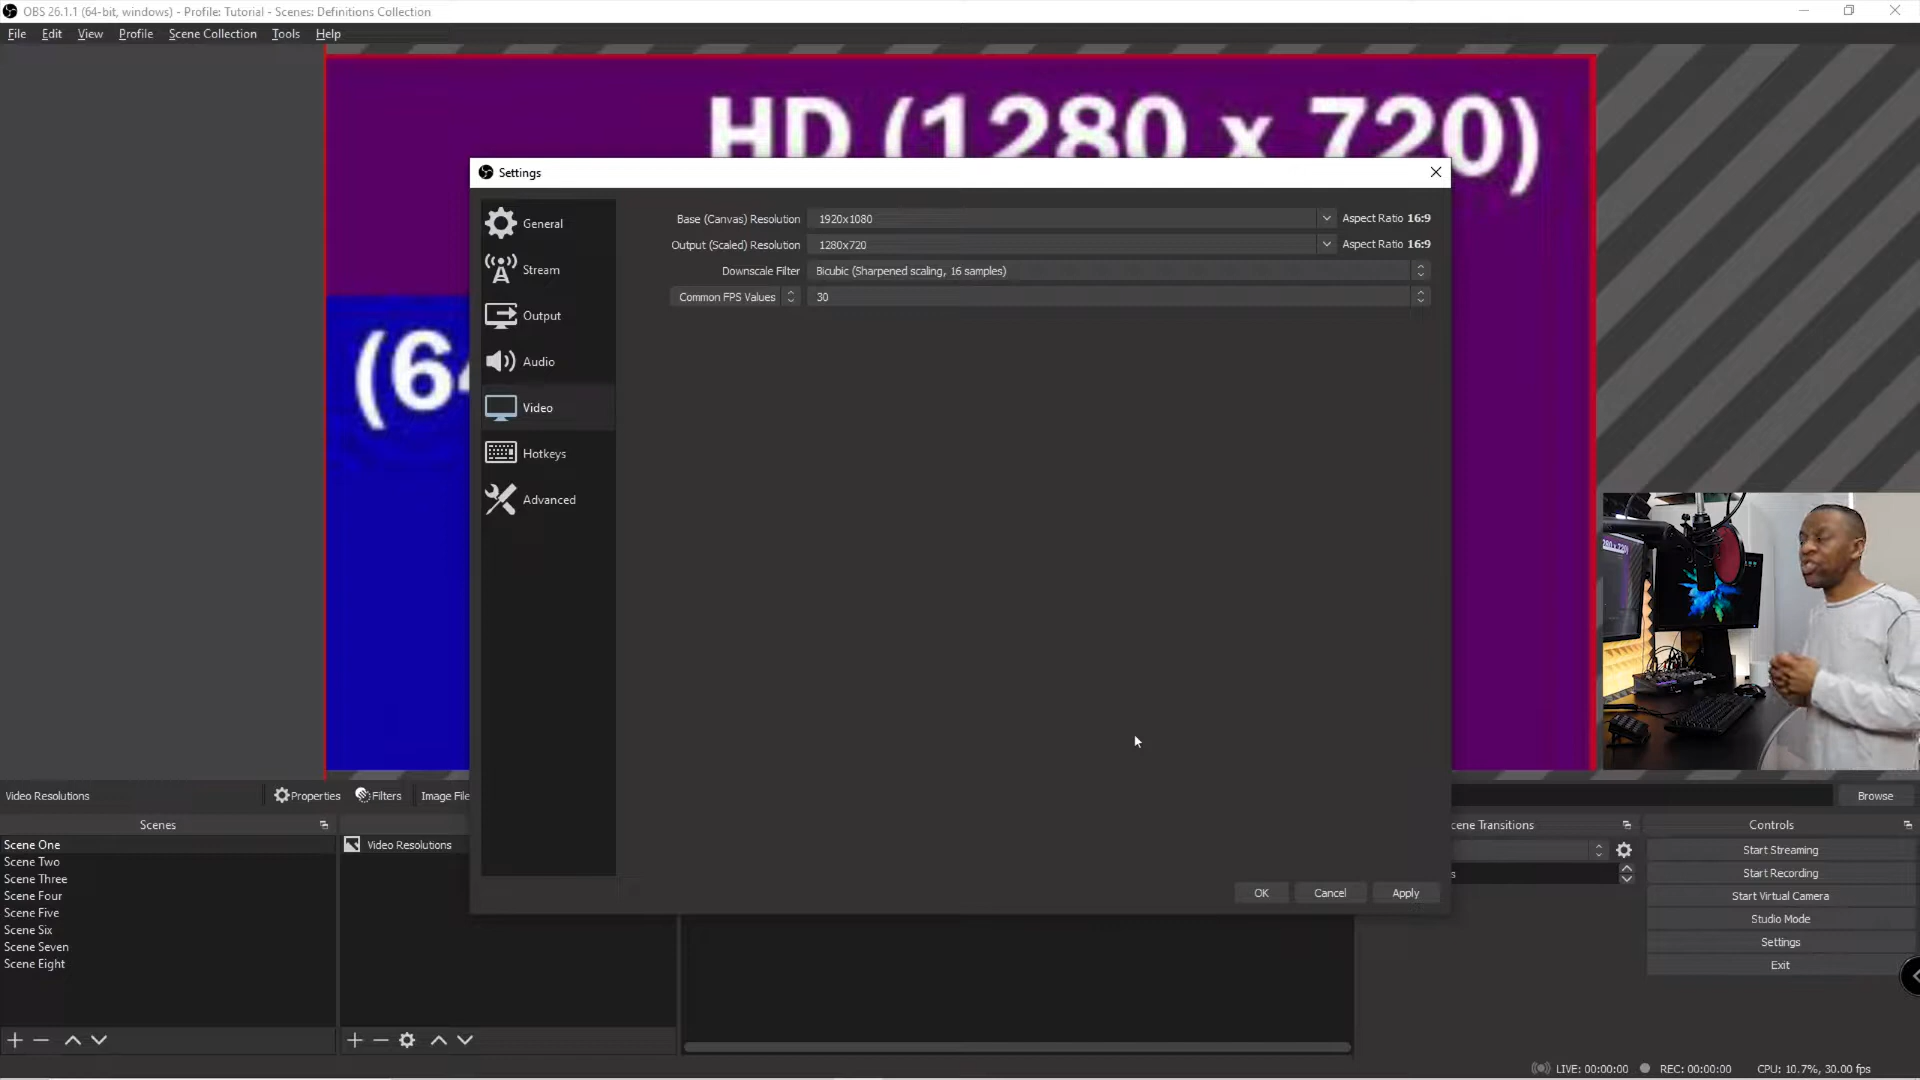 OBS 26.1.1 (64-bit, windows) - Profile: Tutorial - Scenes: Definitions Collection
File Edit View Profile Scene Collection Tools Help
HD (1280 x 720)
(64
Settings
General
Stream
Output
Audio
Video
Hotkeys
Advanced
Base (Canvas) Resolution 1920x1080 Aspect Ratio 16:9
Output (Scaled) Resolution 1280x720 Aspect Ratio 16:9
Downscale Filter Bicubic (Sharpened scaling, 16 samples)
Common FPS Values 30
OK Cancel Apply
Video Resolutions Properties Filters Image File Browse
Scenes
Scene One
Scene Two
Scene Three
Scene Four
Scene Five
Scene Six
Scene Seven
Scene Eight
Video Resolutions
cene Transitions
s
Controls
Start Streaming
Start Recording
Start Virtual Camera
Studio Mode
Settings
Exit
LIVE: 00:00:00 REC: 00:00:00 CPU: 10.7%, 30.00 fps